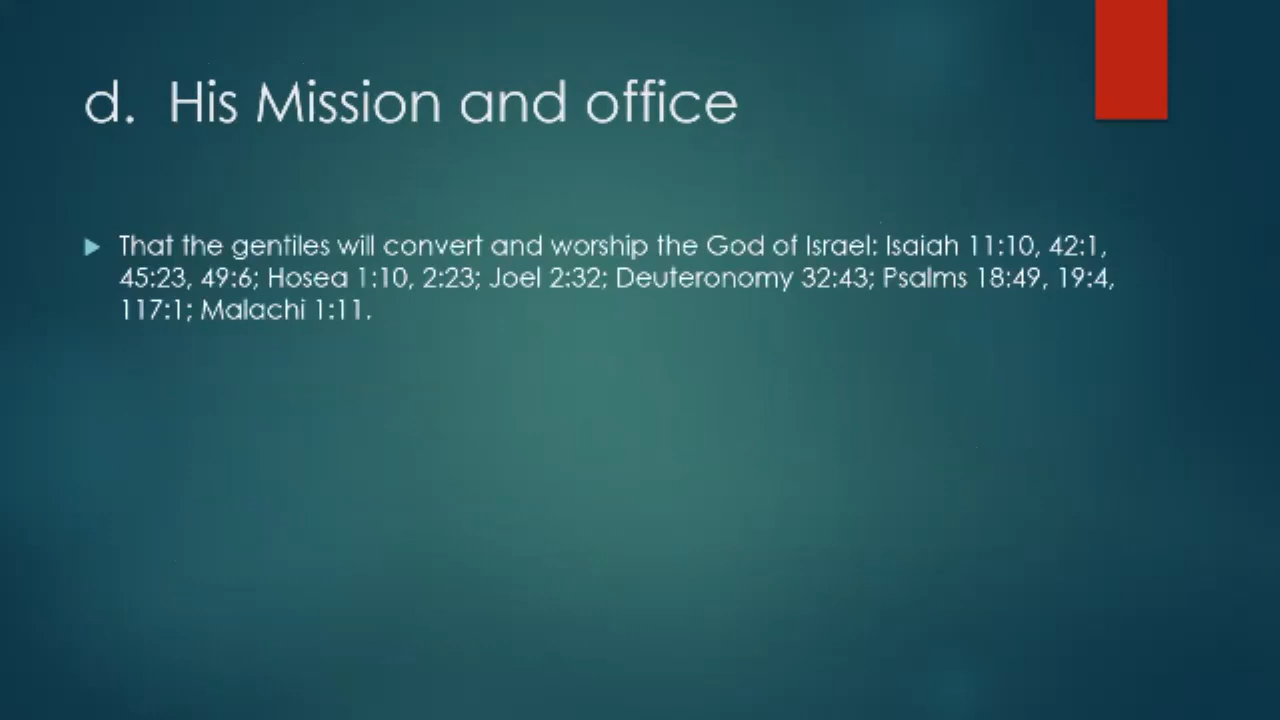 d. His Mission and office
That the gentiles will convert and worship the God of Israel: Isaiah 11:10, 42:1,
45:23, 49:6; Hosea 1:10, 2:23; Joel 2:32; Deuteronomy 32:43; Psalms 18:49, 19:4,
117:1; Malachi 1:11.